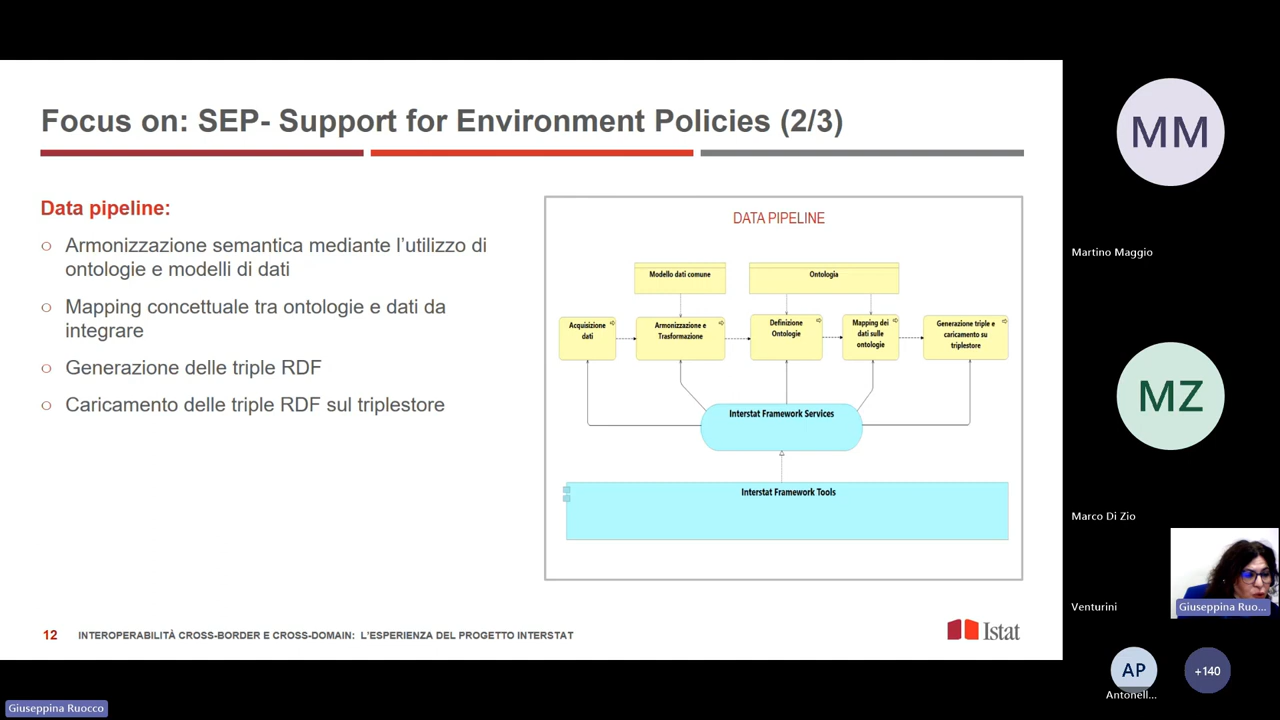 Focus on: SEP- Support for Environment Policies (2/3)
Data pipeline:
○ Armonizzazione semantica mediante l'utilizzo di
ontologie e modelli di dati
○ Mapping concettuale tra ontologie e dati da
integrare
○ Generazione delle triple RDF
○ Caricamento delle triple RDF sul triplestore
DATA PIPELINE
Modello dati comune
Ontologia
Acquisizione
dati
Armonizzazione e
Trasformazione
Definizione
Ontologie
Mapping dei
dati sulle
ontologie
Generazione triple e
caricamento su
triplestore
Interstat Framework Services
Interstat Framework Tools
12 INTEROPERABILITÀ CROSS-BORDER E CROSS-DOMAIN: L'ESPERIENZA DEL PROGETTO INTERSTAT
Istat
MM
Martino Maggio
MZ
Marco Di Zio
Venturini
Giuseppina Ruo...
AP
Antonell...
+140
Giuseppina Ruocco